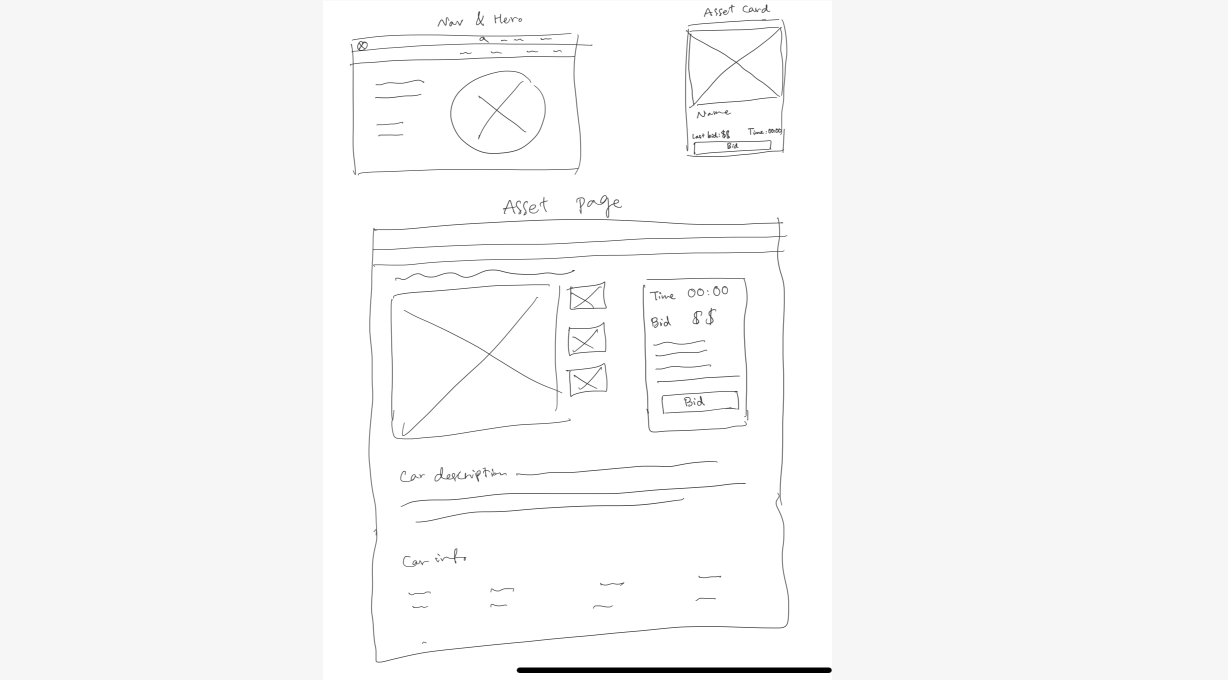 Nav & Hero
Asset Card
Name
Last bid: $$ Time: 00:00
Bid
Asset page
Time 00:00
Bid $$
Bid
Car description
Car info